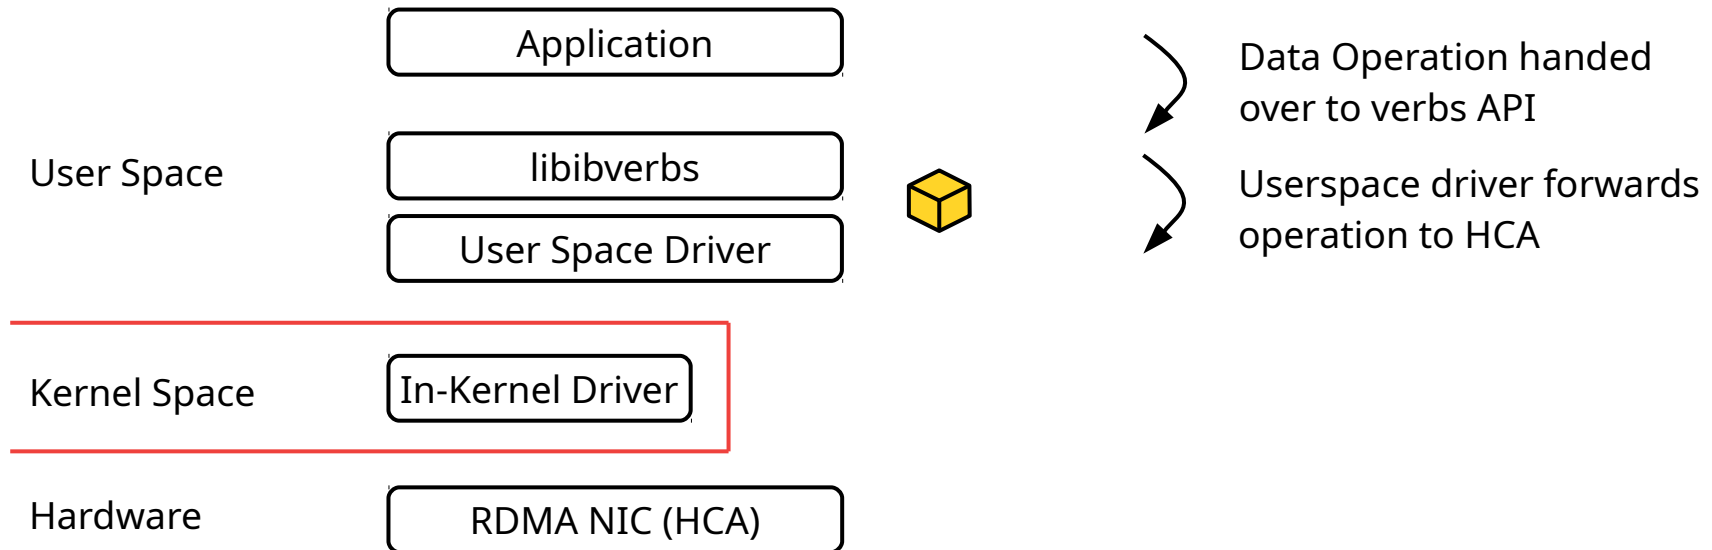 Application
Data Operation handed
over to verbs API
User Space
libibverbs
Userspace driver forwards
operation to HCA
User Space Driver
Kernel Space
In-Kernel Driver
Hardware
RDMA NIC (HCA)